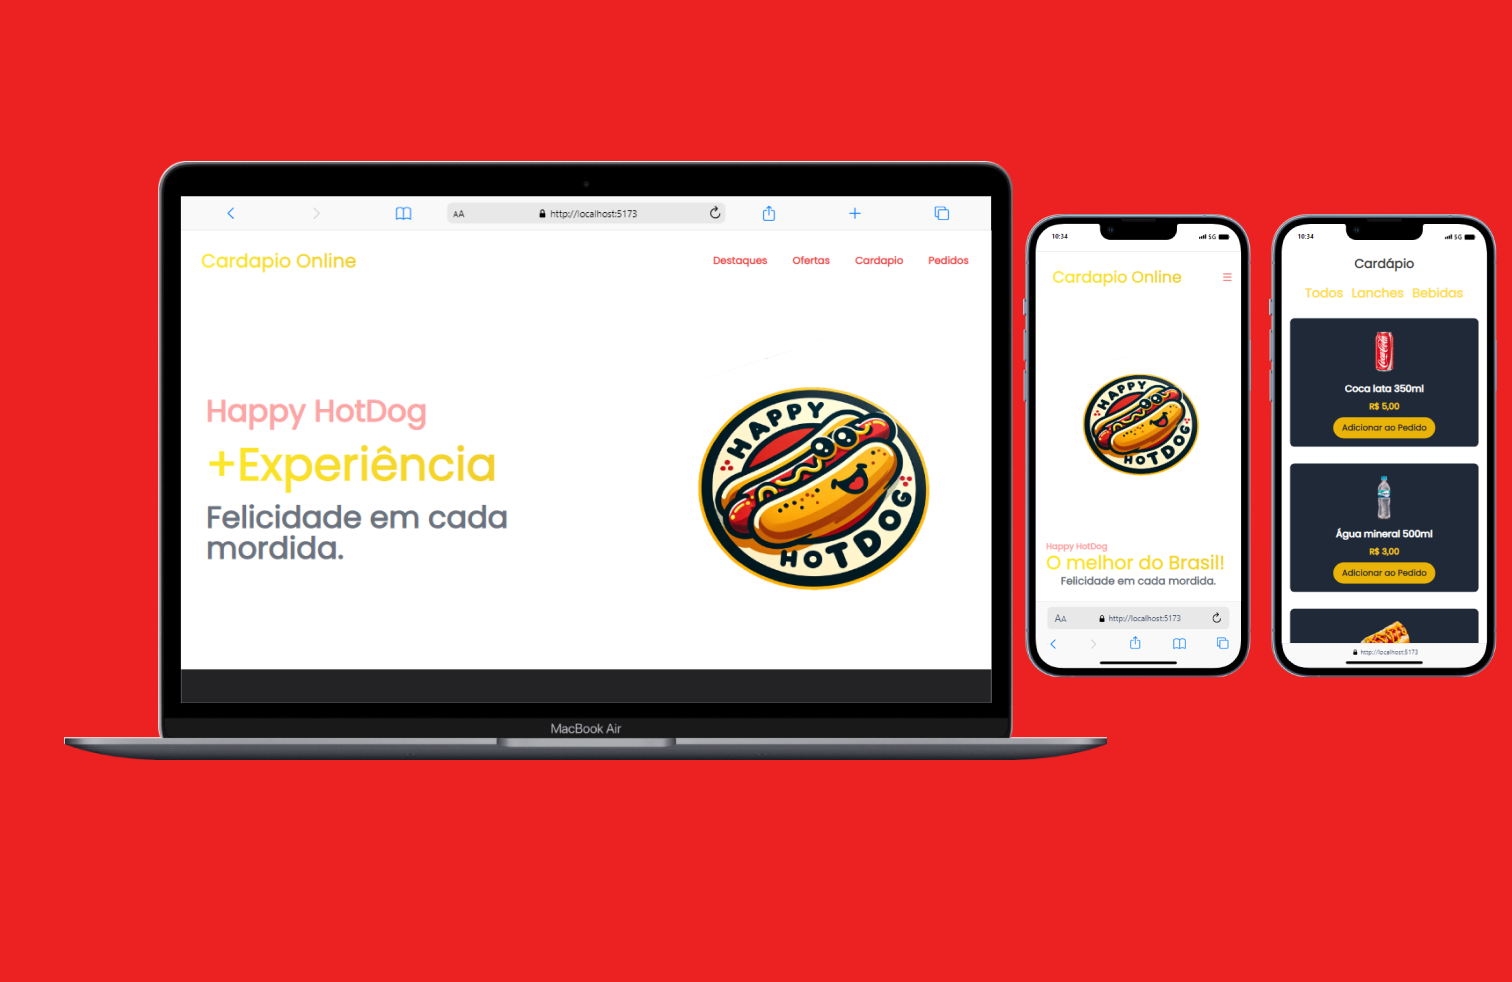 AA
http://localhost:5173
Cardapio Online
Destaques
Ofertas
Cardapio
Pedidos
Happy HotDog
+Experiência
Felicidade em cada
mordida.
HAPPY
HOTDOG
MacBook Air
10:34
5G
Cardapio Online
HAPPY
HOTDOG
Happy HotDog
O melhor do Brasil!
Felicidade em cada mordida.
AA
http://localhost:5173
10:34
5G
Cardápio
Todos Lanches Bebidas
Coca-Cola
Coca lata 350ml
R$ 5,00
Adicionar ao Pedido
Água mineral 500ml
R$ 3,00
Adicionar ao Pedido
http://localhost:5173